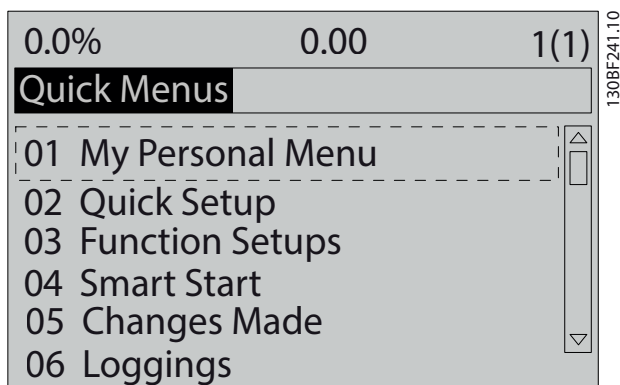 0.0% 0.00 1(1)
Quick Menus
01 My Personal Menu
02 Quick Setup
03 Function Setups
04 Smart Start
05 Changes Made
06 Loggings
130BF241.10